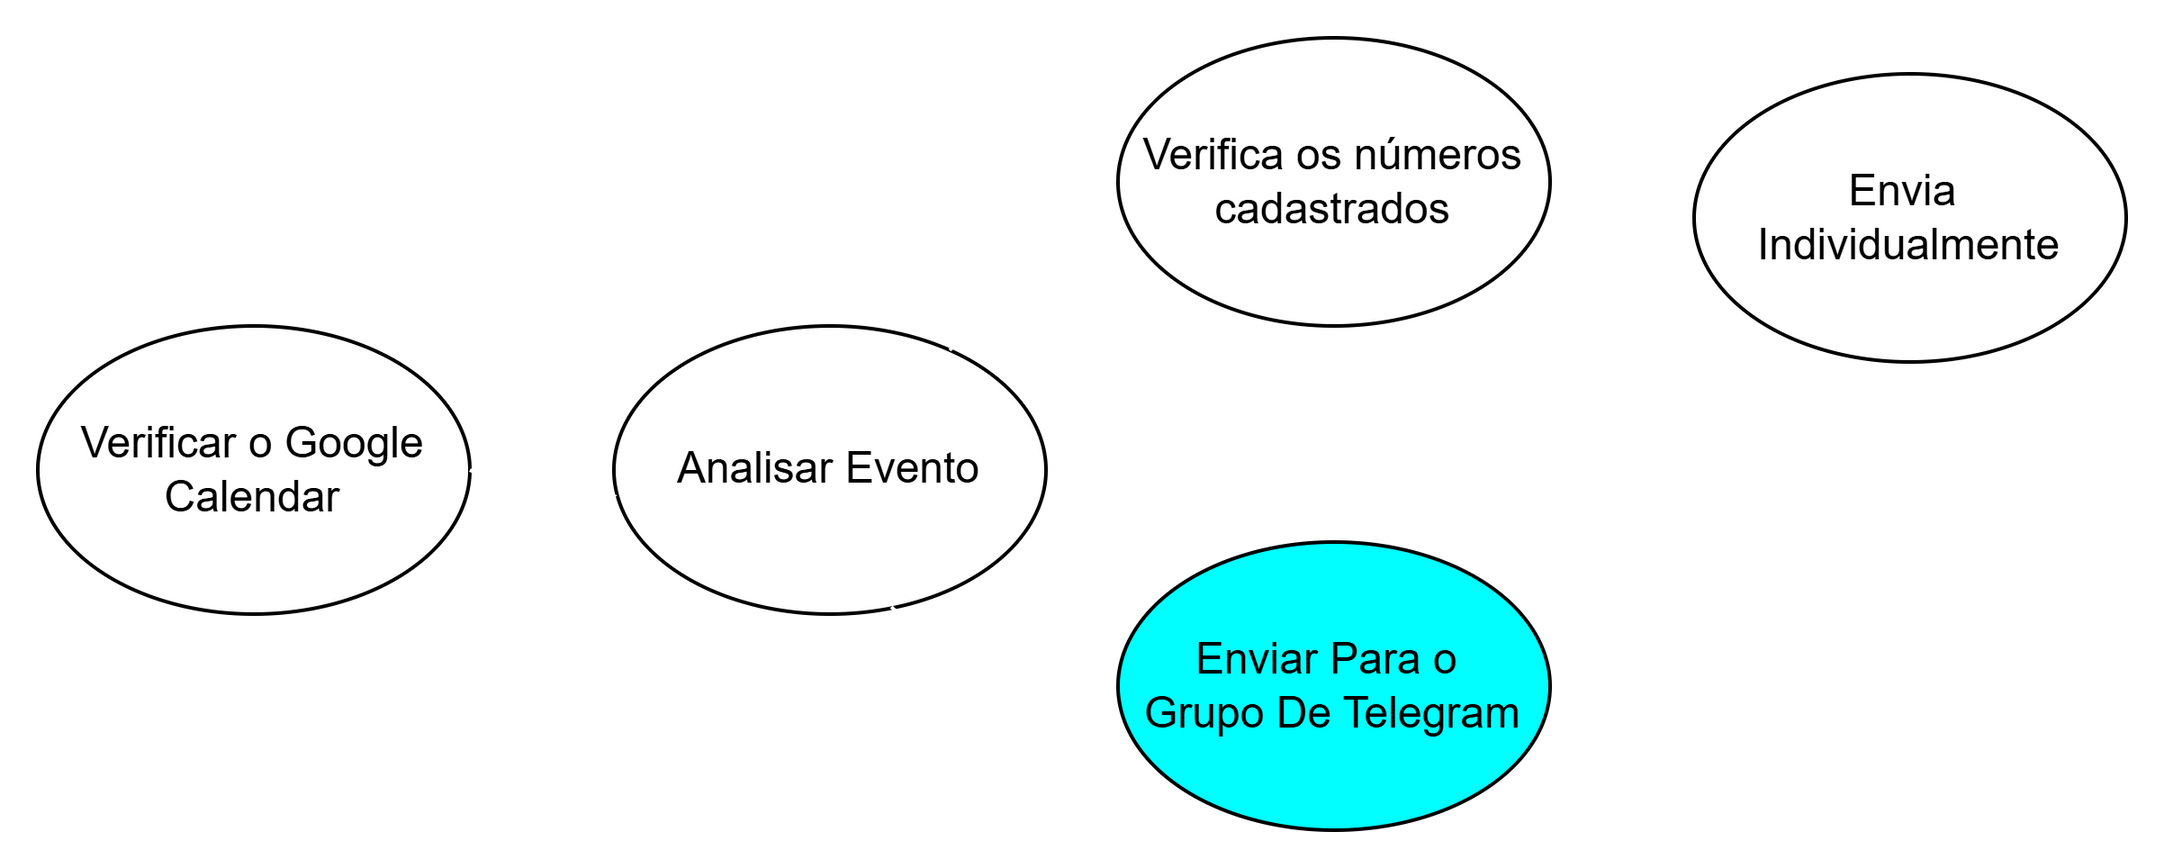 Verificar o Google
Calendar
Analisar Evento
Verifica os números
cadastrados
Envia
Individualmente
Enviar Para o
Grupo De Telegram